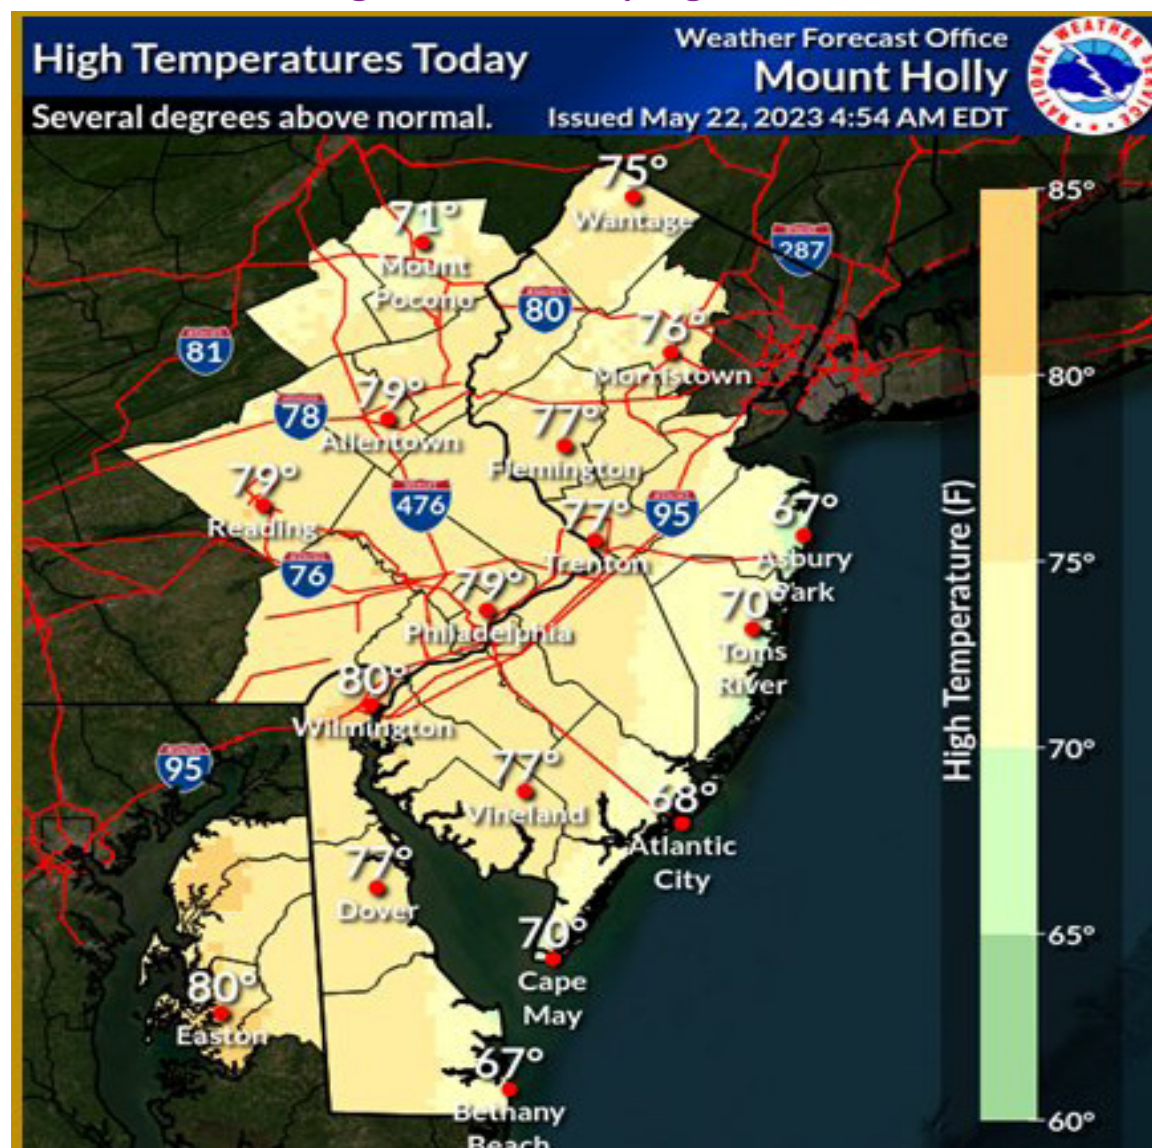 High Temperatures Today
Several degrees above normal.
Weather Forecast Office
Mount Holly
Issued May 22, 2023 4:54 AM EDT
NATIONAL WEATHER SERVICE
75°
Wantage
71°
Mount
Pocono
287
80
76°
Morristown
81
79°
Allentown
78
77°
Flemington
79°
Reading
476
95
77°
Trenton
67°
Asbury
Park
76
79°
Philadelphia
70°
Toms
River
80°
Wilmington
95
77°
Vineland
68°
Atlantic
City
77°
Dover
70°
Cape
May
80°
Easton
67°
Bethany
Beach
High Temperature (F)
85°
80°
75°
70°
65°
60°